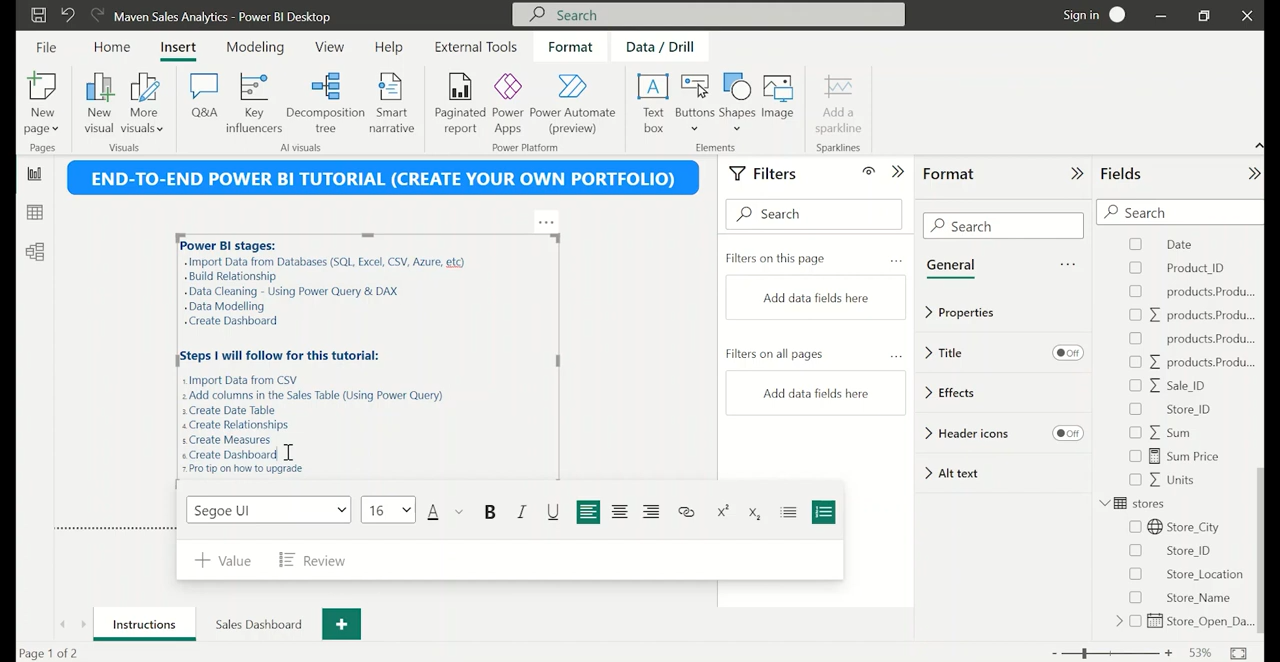 Maven Sales Analytics - Power BI Desktop
Search
Sign in
File Home Insert Modeling View Help External Tools Format Data / Drill
New page
New visual
More visuals
Q&A
Key influencers
Decomposition tree
Smart narrative
Paginated report
Power Apps
Power Automate (preview)
Text box
Buttons
Shapes
Image
Add a sparkline
Pages
Visuals
AI visuals
Power Platform
Elements
Sparklines
END-TO-END POWER BI TUTORIAL (CREATE YOUR OWN PORTFOLIO)
...
Power BI stages:
. Import Data from Databases (SQL, Excel, CSV, Azure, etc)
. Build Relationship
. Data Cleaning - Using Power Query & DAX
. Data Modelling
. Create Dashboard
Steps I will follow for this tutorial:
1. Import Data from CSV
2. Add columns in the Sales Table (Using Power Query)
3. Create Date Table
4. Create Relationships
5. Create Measures
6. Create Dashboard
7. Pro tip on how to upgrade
Segoe UI 16 A B I U x² x₂
+ Value Review
Filters
Search
Filters on this page ...
Add data fields here
Filters on all pages ...
Add data fields here
Format
Search
General ...
Properties
Title Off
Effects
Header icons Off
Alt text
Fields
Search
Date
Product_ID
products.Produ...
∑ products.Produ...
products.Produ...
∑ products.Produ...
∑ Sale_ID
Store_ID
∑ Sum
Sum Price
∑ Units
stores
Store_City
Store_ID
Store_Location
Store_Name
Store_Open_Da...
Instructions Sales Dashboard +
Page 1 of 2
- + 53%